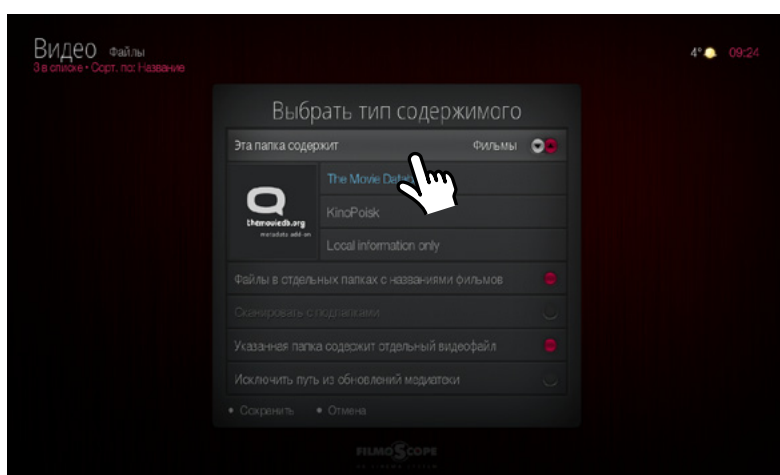 Видео Файлы
4° 09:24
3 в списке • Сорт. по: Название
Выбрать тип содержимого
Эта папка содержит Фильмы
The Movie Datab
themoviedb.org
metadata add-on
KinoPoisk
Local information only
Файлы в отдельных папках с названиями фильмов
Сканировать с подпапками
Указанная папка содержит отдельный видеофайл
Исключить путь из обновлений медиатеки
• Сохранить • Отмена
FILMOSCOPE